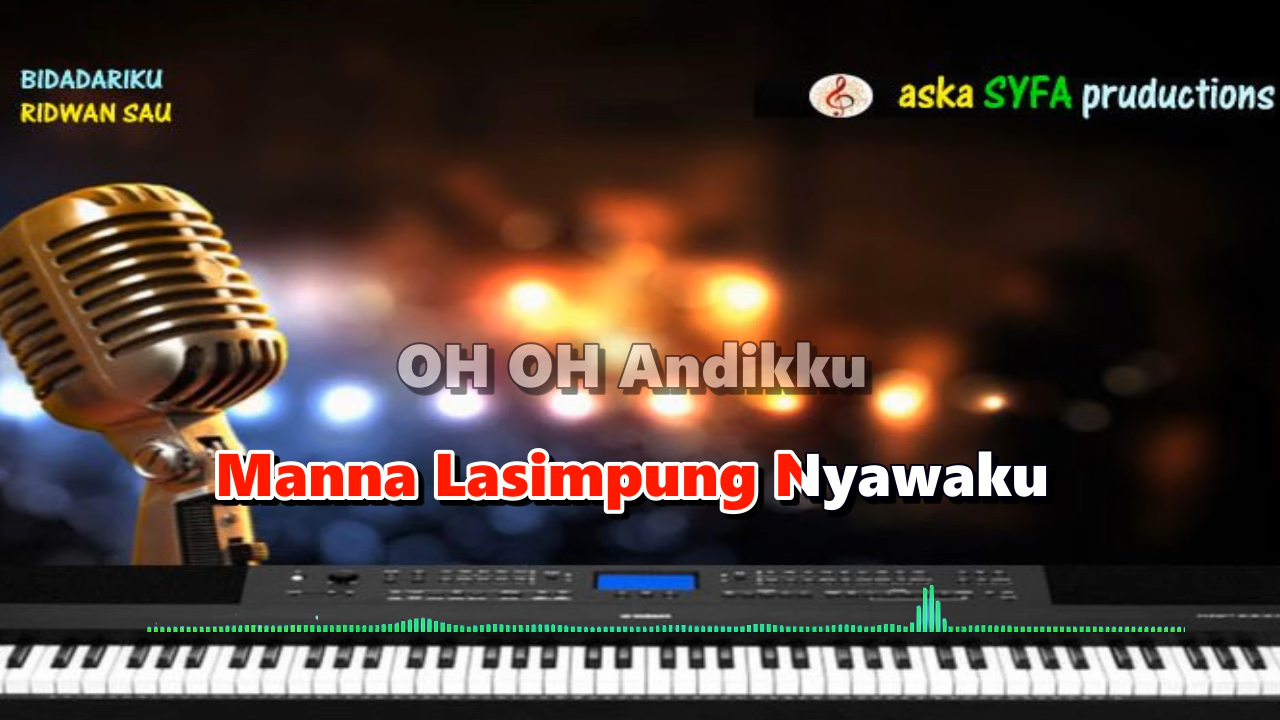 BIDADARIKU
RIDWAN SAU
aska SYFA pruductions
OH OH Andikku
Manna Lasimpung Nyawaku